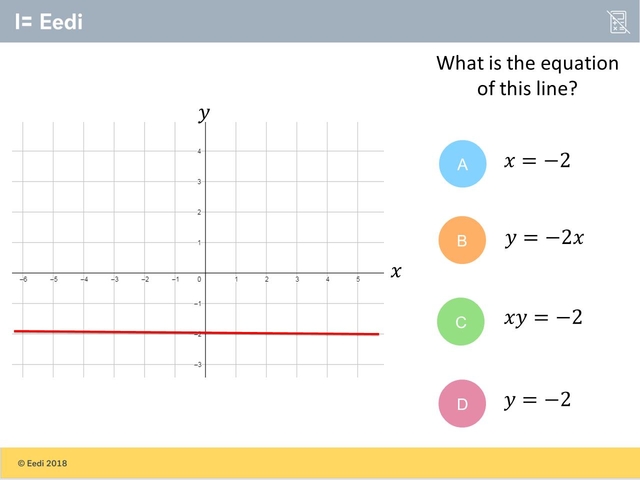 Eedi
What is the equation
of this line?
y
4
3
2
1
−6 −5 −4 −3 −2 −1 0 1 2 3 4 5
x
−1
−2
−3
A x = −2
B y = −2x
C xy = −2
D y = −2
© Eedi 2018